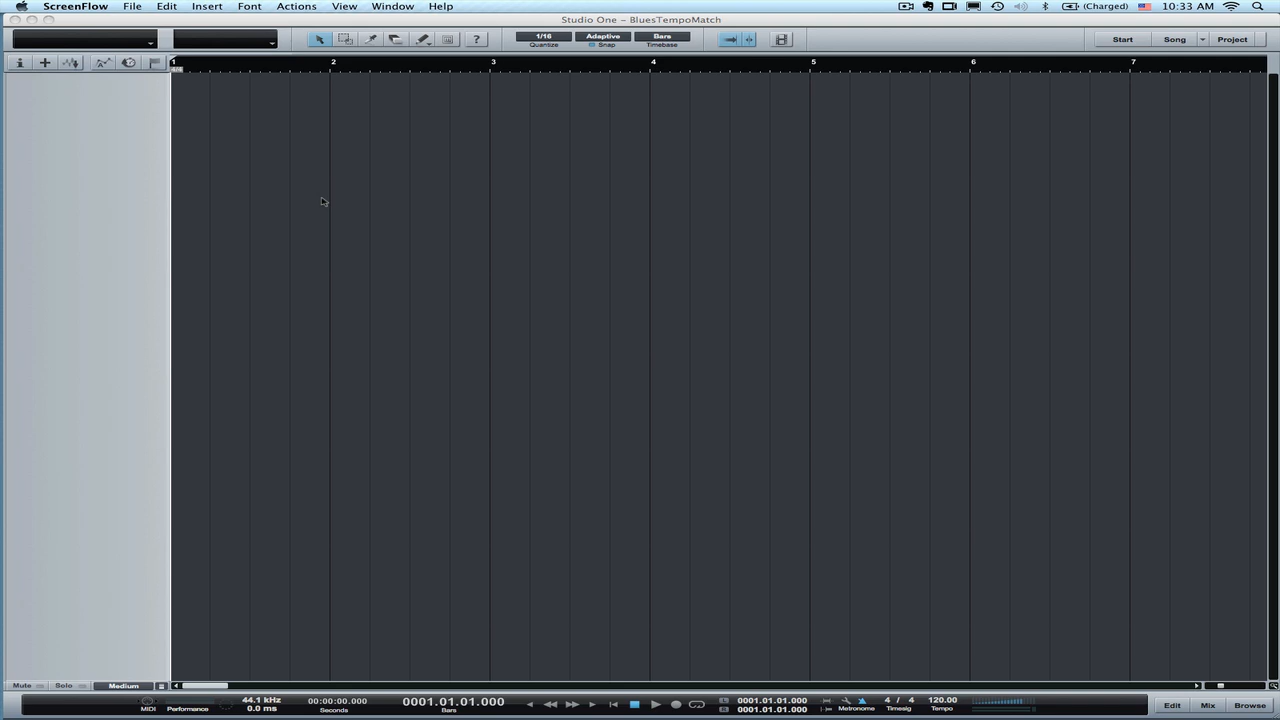 ScreenFlow File Edit Insert Font Actions View Window Help (Charged) 10:33 AM
Studio One – BluesTempoMatch
1/16 Adaptive Bars Start Song Project
Quantize Snap Timebase
1 2 3 4 5 6 7
4/4
Mute Solo Medium
44.1 kHz 00:00:00.000 0001.01.01.000 L 0001.01.01.000 4 / 4 120.00 Edit Mix Browse
MIDI Performance 0.0 ms Seconds Bars R 0001.01.01.000 Metronome Timesig Tempo